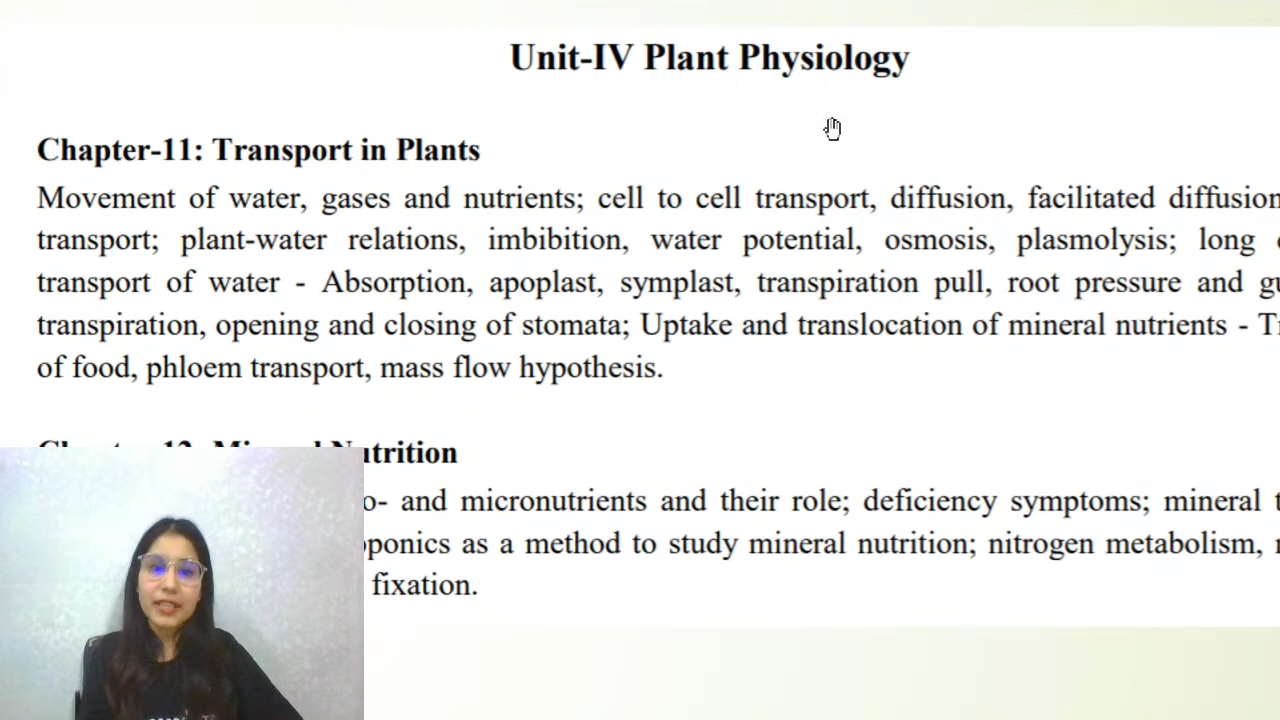 Unit-IV Plant Physiology
Chapter-11: Transport in Plants
Movement of water, gases and nutrients; cell to cell transport, diffusion, facilitated diffusion
transport; plant-water relations, imbibition, water potential, osmosis, plasmolysis; long
transport of water - Absorption, apoplast, symplast, transpiration pull, root pressure and
transpiration, opening and closing of stomata; Uptake and translocation of mineral nutrients -
of food, phloem transport, mass flow hypothesis.
utrition
o- and micronutrients and their role; deficiency symptoms; mineral
ponics as a method to study mineral nutrition; nitrogen metabolism,
fixation.